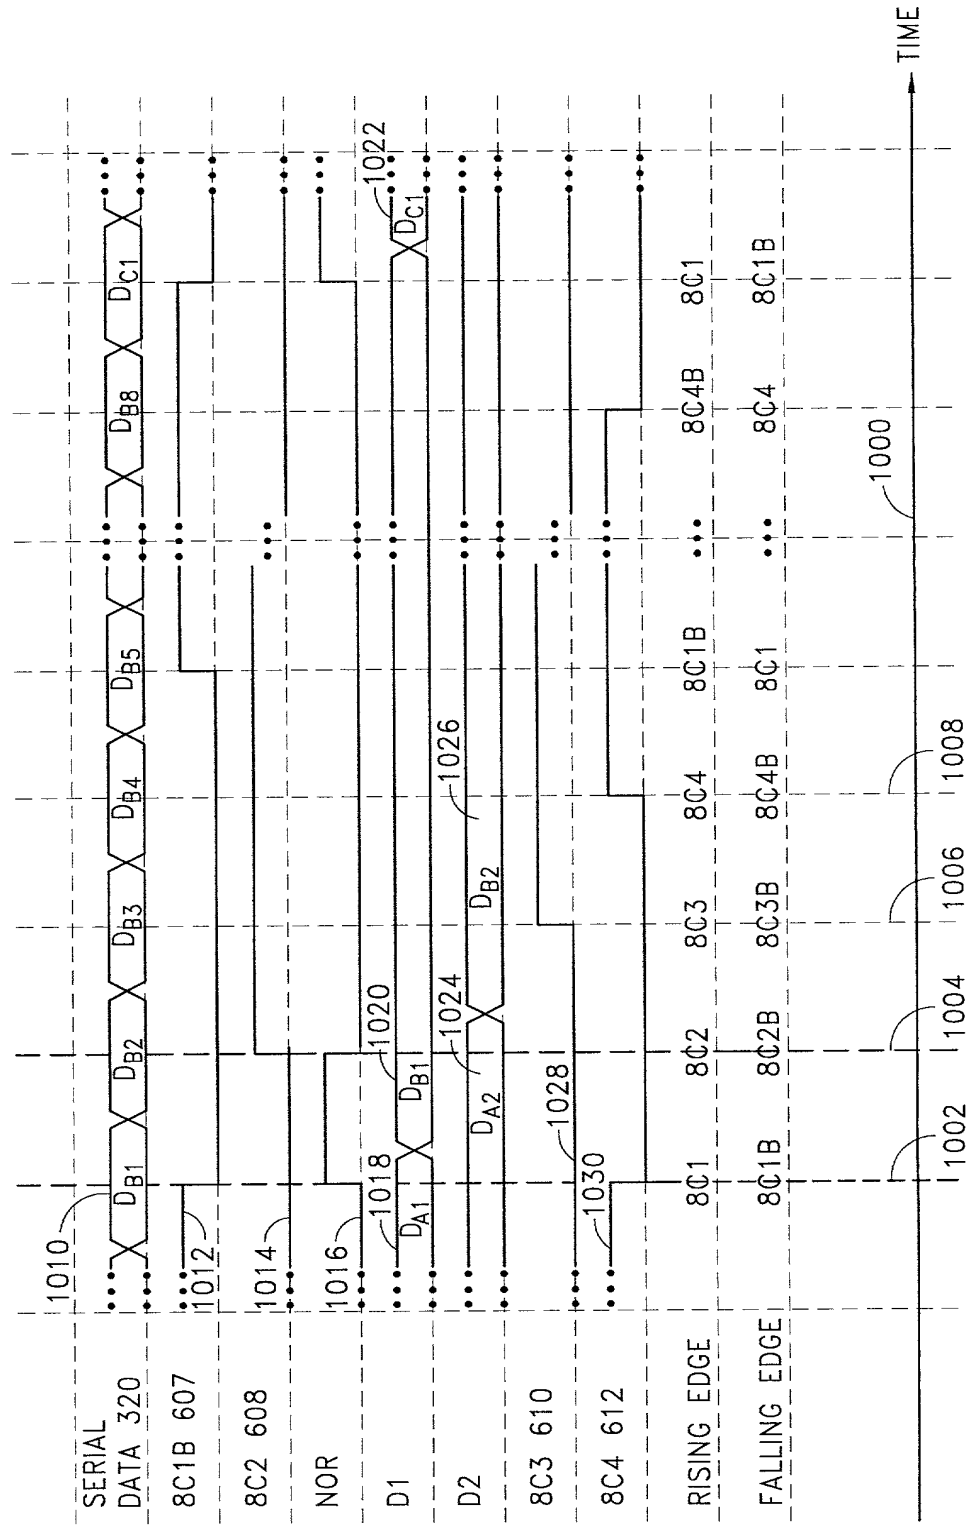 SERIAL
DATA 320
1010
D_B1
D_B2
D_B3
D_B4
D_B5
D_B8
D_C1
8C1B 607
1012
8C2 608
1014
NOR
1016
D1
D_A1
1018
D_B1
1020
D_C1
1022
D2
D_A2
1024
D_B2
1026
8C3 610
1028
8C4 612
1030
RISING EDGE
8C1
8C2
8C3
8C4
8C1B
8C4B
8C1
FALLING EDGE
8C1B
8C2B
8C3B
8C4B
8C1
8C4
8C1B
1002
1004
1006
1008
1000
TIME